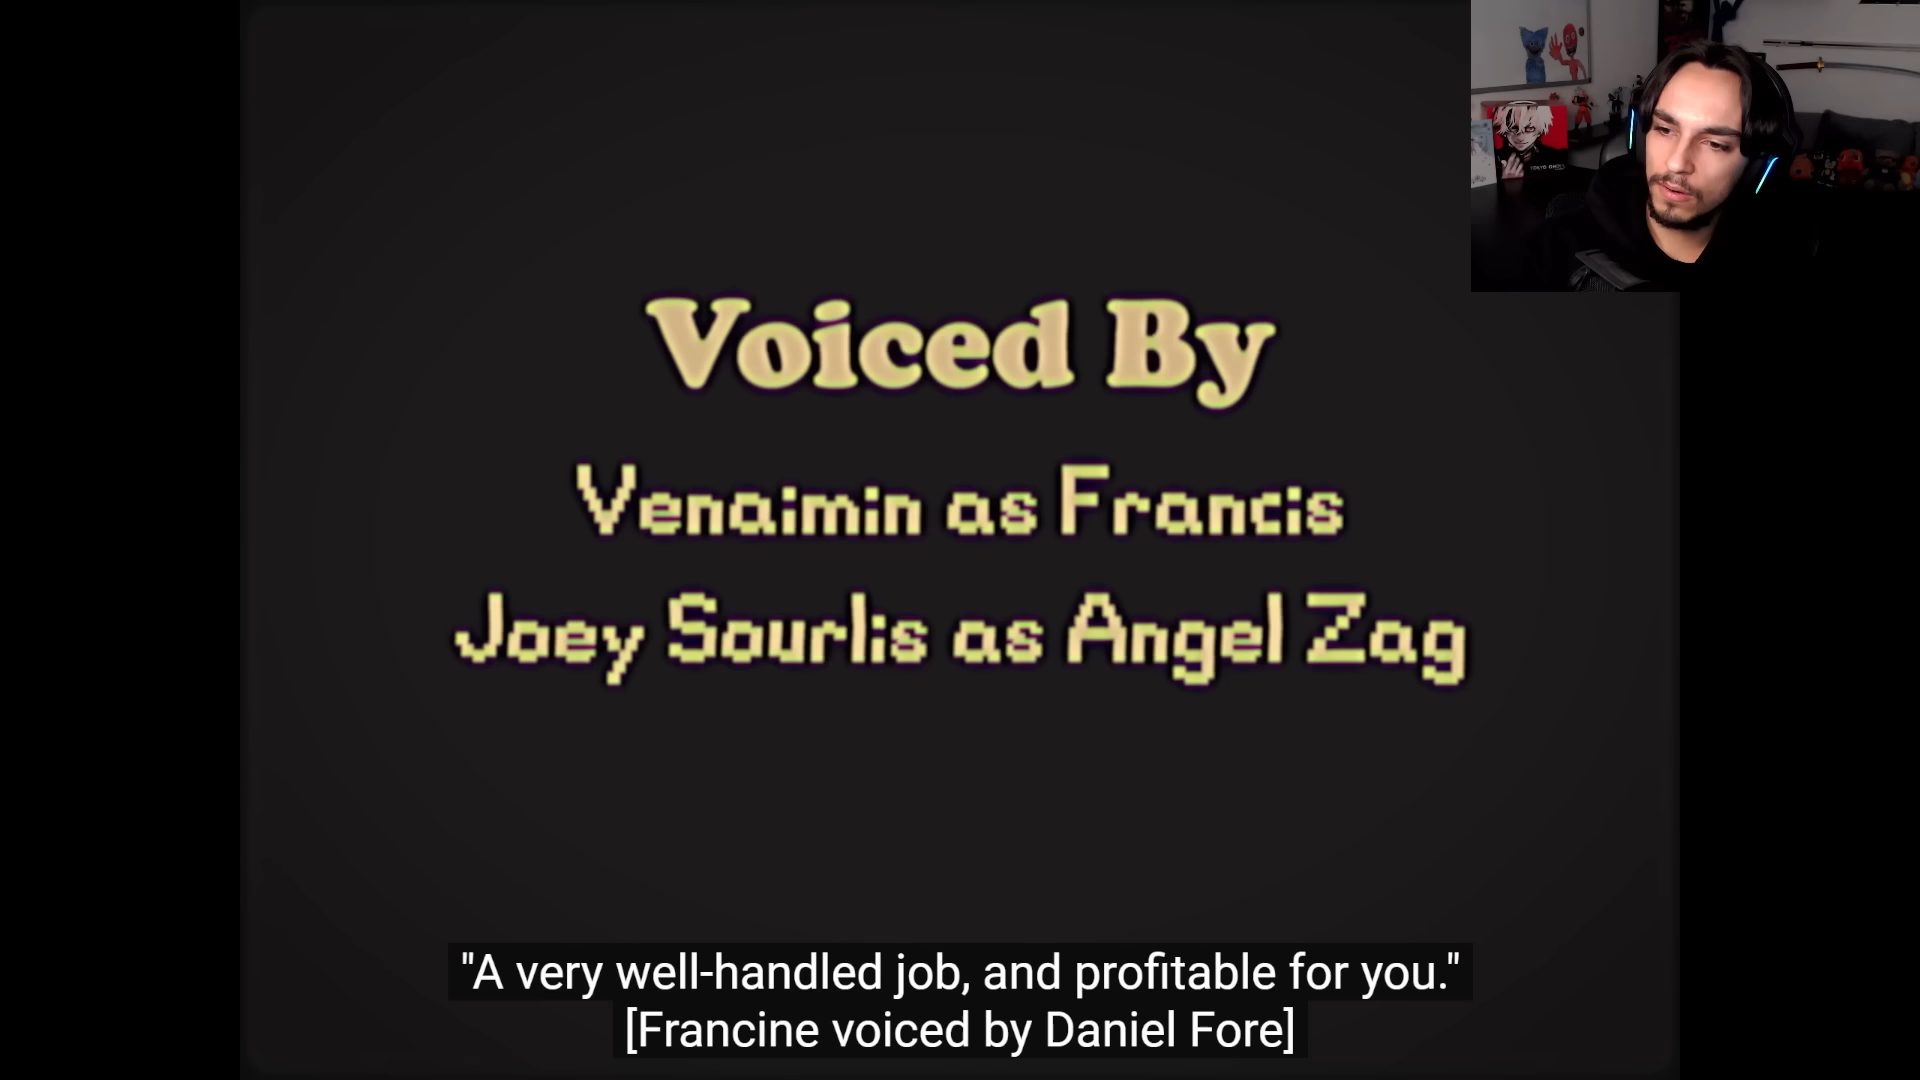 Voiced By
Venaimin as Francis
Joey Sourlis as Angel Zag
"A very well-handled job, and profitable for you."
[Francine voiced by Daniel Fore]